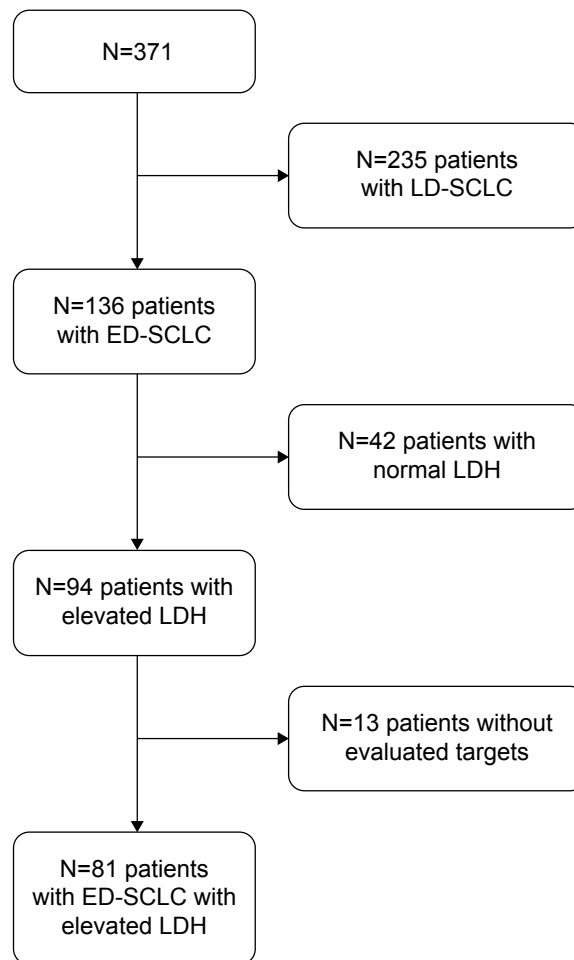 N=371
N=235 patients
with LD-SCLC
N=136 patients
with ED-SCLC
N=42 patients with
normal LDH
N=94 patients with
elevated LDH
N=13 patients without
evaluated targets
N=81 patients
with ED-SCLC with
elevated LDH